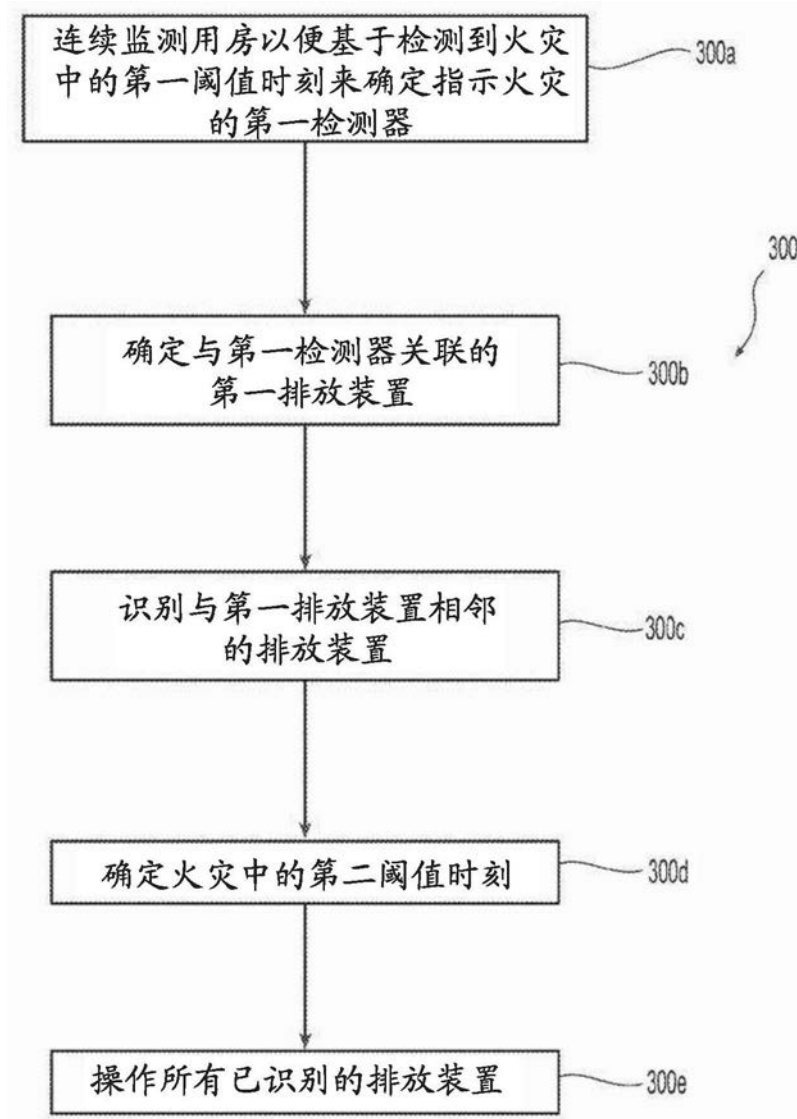 连续监测用房以便基于检测到火灾
中的第一阈值时刻来确定指示火灾
的第一检测器
300a
300
确定与第一检测器关联的
第一排放装置
300b
识别与第一排放装置相邻
的排放装置
300c
确定火灾中的第二阈值时刻
300d
操作所有已识别的排放装置
300e